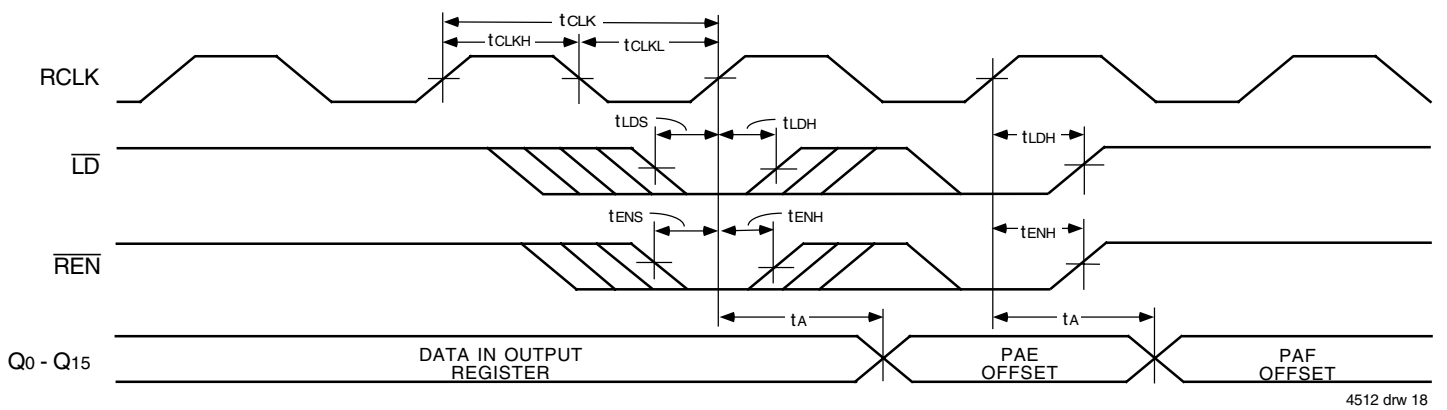 tCLK
tCLKH
tCLKL
RCLK
tLDS
tLDH
tLDH
LD
tENS
tENH
tENH
REN
tA
tA
Q0 - Q15
DATA IN OUTPUT
REGISTER
PAE
OFFSET
PAF
OFFSET
4512 drw 18